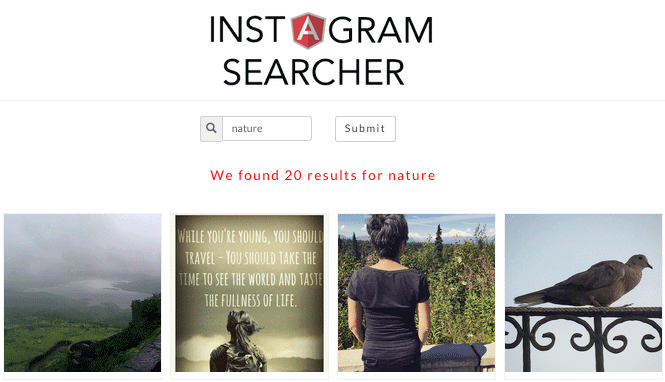 INSTAGRAM
SEARCHER
nature
Submit
We found 20 results for nature
WHILE YOU'RE YOUNG, YOU SHOULD
TRAVEL - YOU SHOULD TAKE THE
TIME TO SEE THE WORLD AND TASTE
THE FULLNESS OF LIFE.